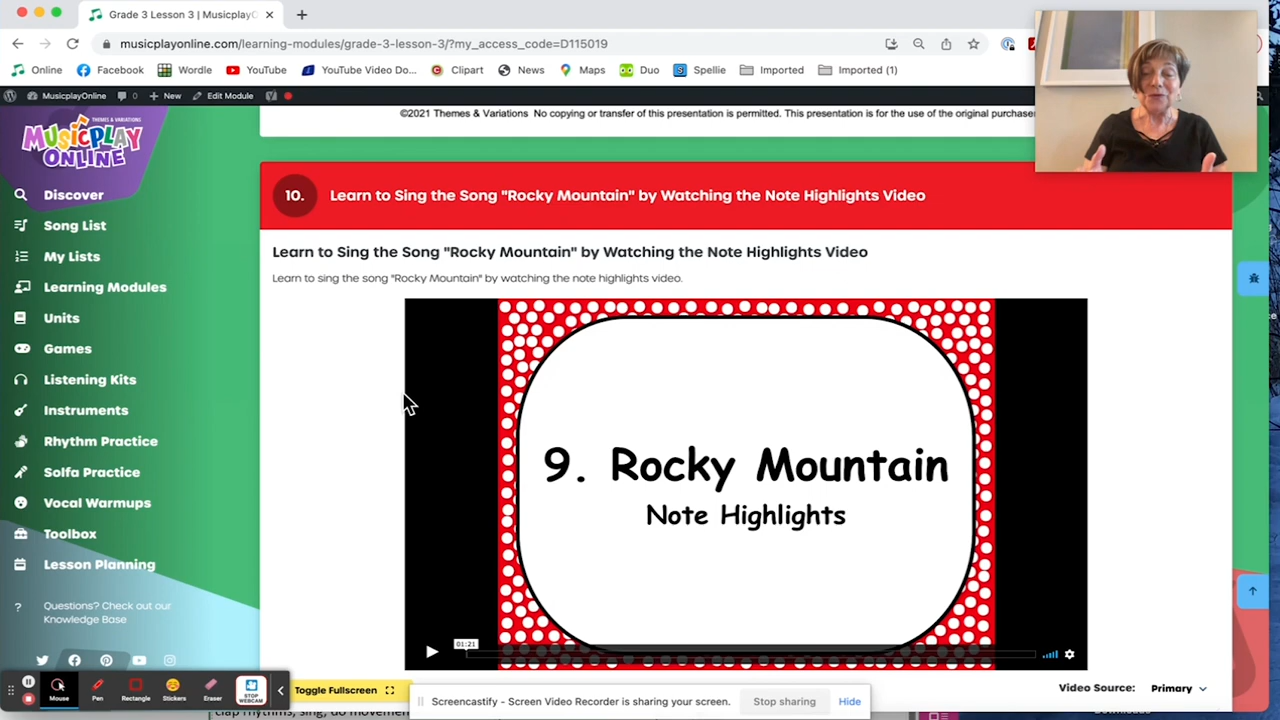 Grade 3 Lesson 3 | MusicplayO
musicplayonline.com/learning-modules/grade-3-lesson-3/?my_access_code=D115019
Online Facebook Wordle YouTube YouTube Video Do... Clipart News Maps Duo Spellie Imported Imported (1)
MusicplayOnline 0 New Edit Module
©2021 Themes & Variations No copying or transfer of this presentation is permitted. This presentation is for the use of the original purchaser
THEMES & VARIATIONS
MUSICPLAY
ONLINE
Discover
Song List
My Lists
Learning Modules
Units
Games
Listening Kits
Instruments
Rhythm Practice
Solfa Practice
Vocal Warmups
Toolbox
Lesson Planning
? Questions? Check out our
Knowledge Base
10. Learn to Sing the Song "Rocky Mountain" by Watching the Note Highlights Video
Learn to Sing the Song "Rocky Mountain" by Watching the Note Highlights Video
Learn to sing the song "Rocky Mountain" by watching the note highlights video.
9. Rocky Mountain
Note Highlights
01:21
Mouse Pen Rectangle Stickers Eraser STOP WEBCAM
Toggle Fullscreen
Video Source: Primary
Screencastify - Screen Video Recorder is sharing your screen. Stop sharing Hide